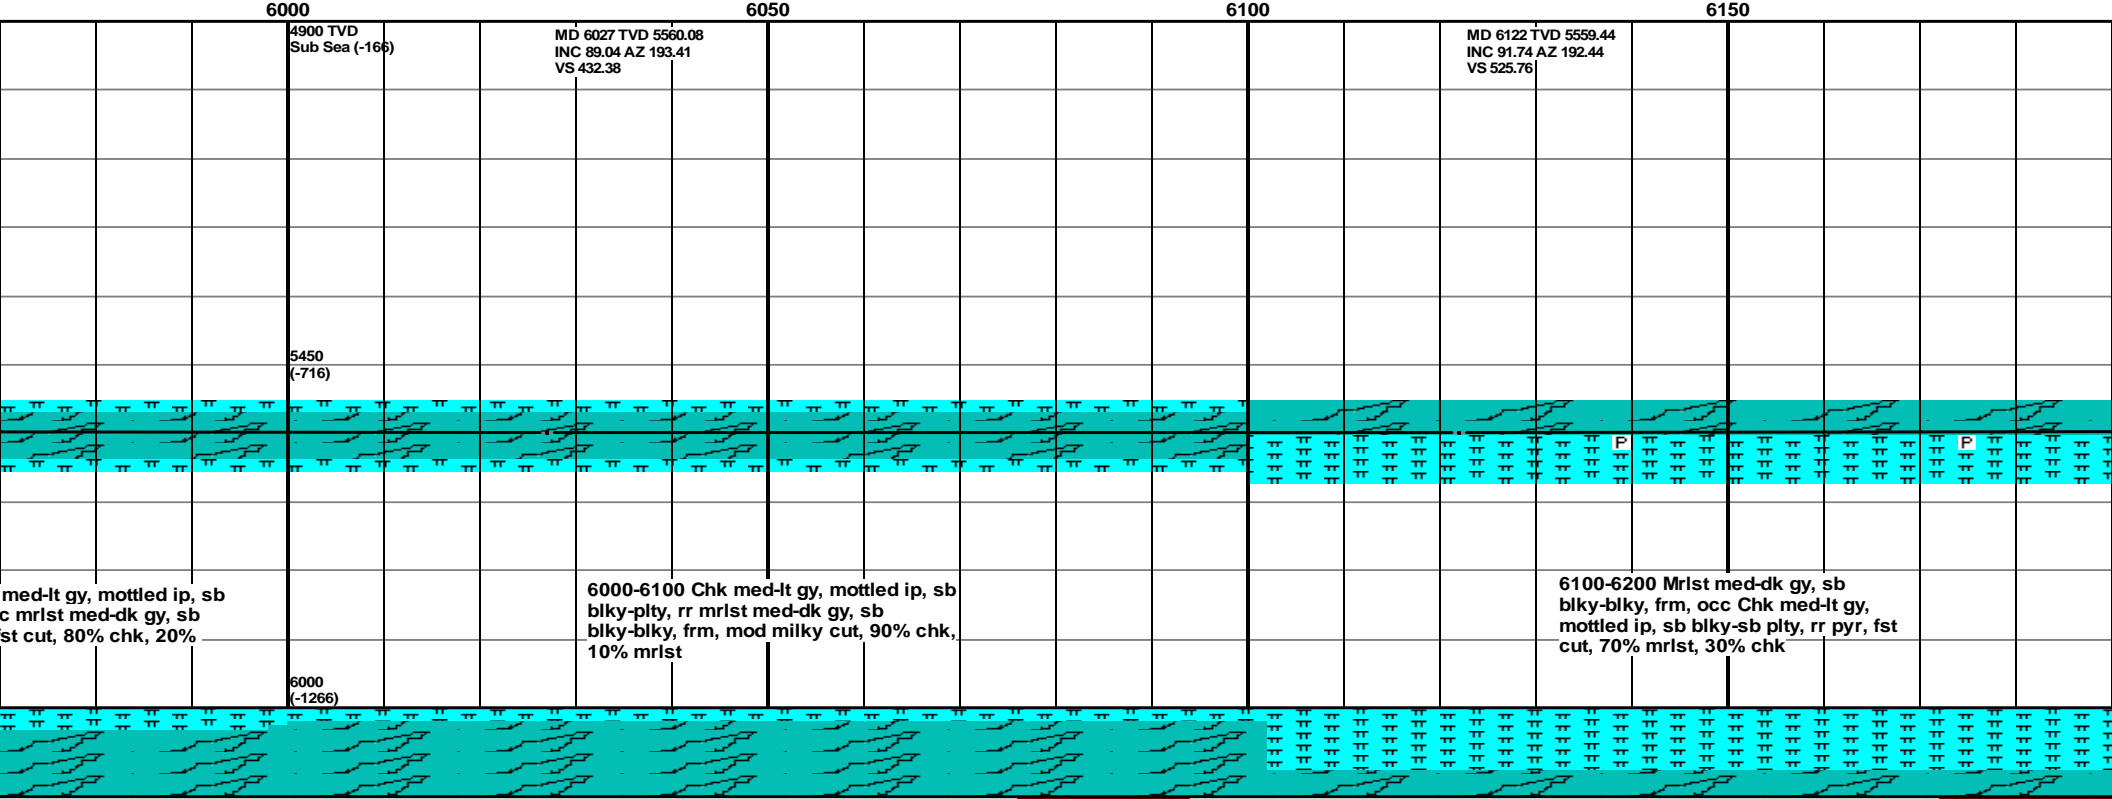 6000 6050 6100 6150
4900 TVD
Sub Sea (-166)
MD 6027 TVD 5560.08
INC 89.04 AZ 193.41
VS 432.38
MD 6122 TVD 5559.44
INC 91.74 AZ 192.44
VS 525.76
5450
(-716)
P P
med-lt gy, mottled ip, sb
c mrlst med-dk gy, sb
fst cut, 80% chk, 20%
6000-6100 Chk med-lt gy, mottled ip, sb
blky-plty, rr mrlst med-dk gy, sb
blky-blky, frm, mod milky cut, 90% chk,
10% mrlst
6100-6200 Mrlst med-dk gy, sb
blky-blky, frm, occ Chk med-lt gy,
mottled ip, sb blky-sb plty, rr pyr, fst
cut, 70% mrlst, 30% chk
6000
(-1266)